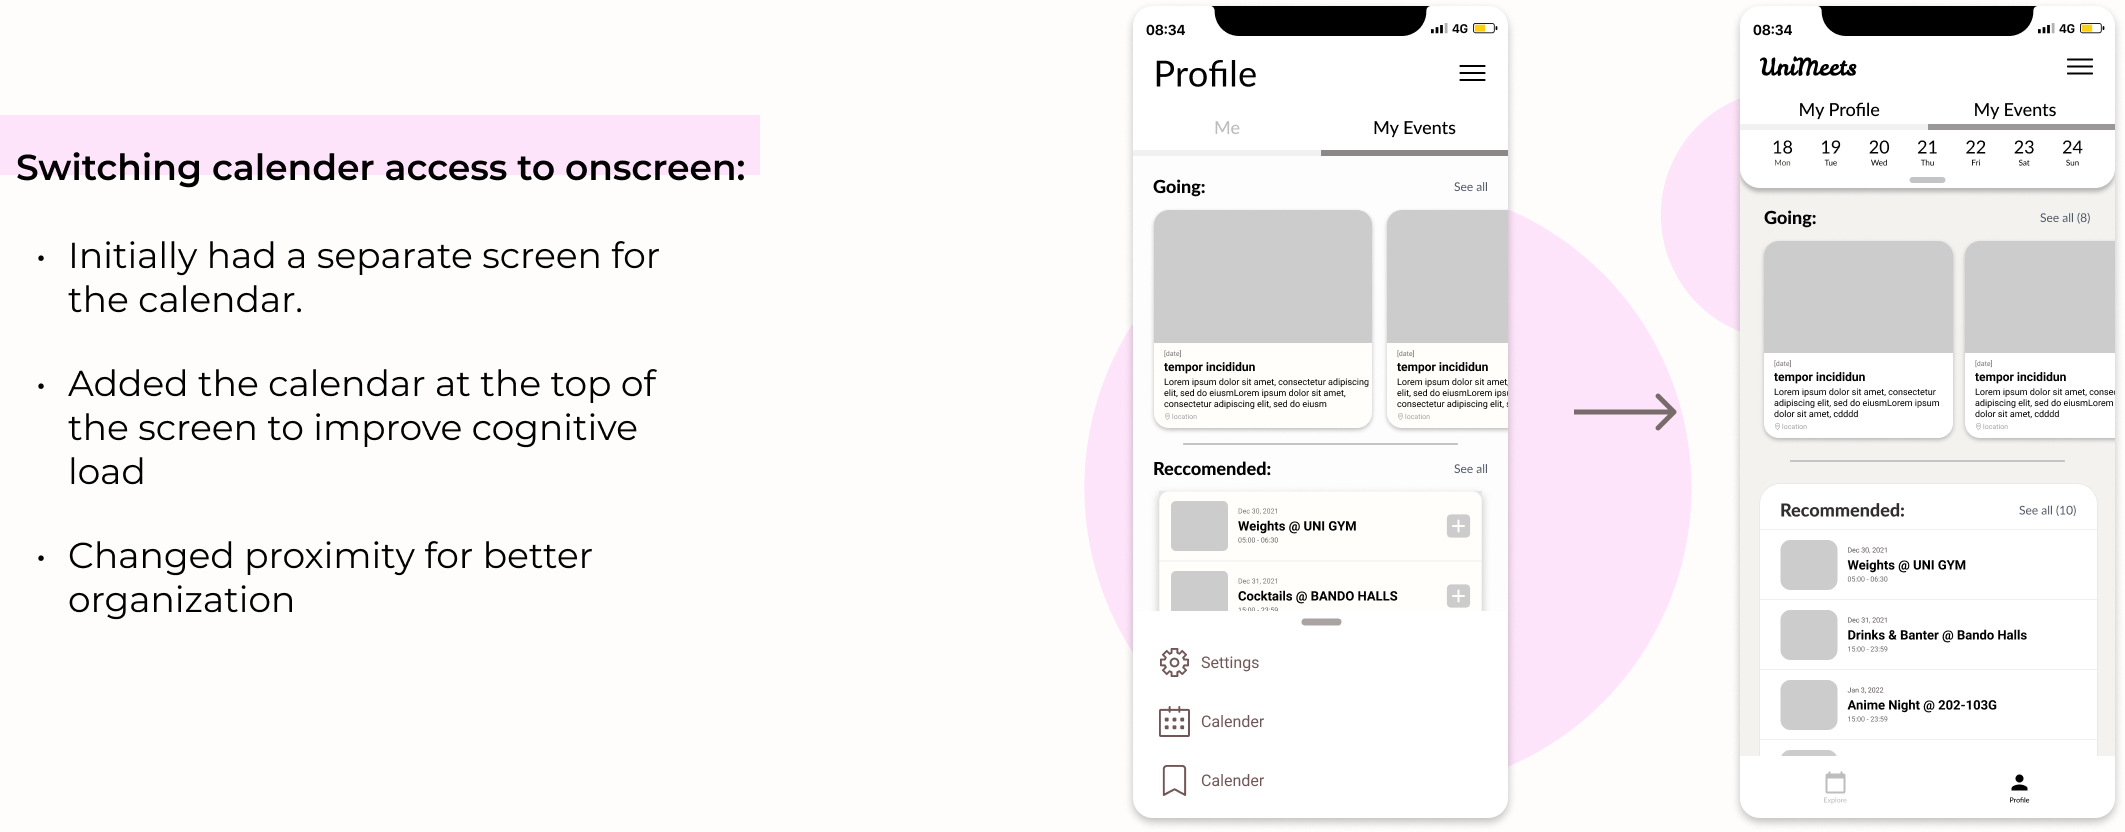 Switching calender access to onscreen:
• Initially had a separate screen for
the calendar.
• Added the calendar at the top of
the screen to improve cognitive
load
• Changed proximity for better
organization
08:34 4G
Profile
Me My Events
Going: See all
[date]
tempor incididun
Lorem ipsum dolor sit amet, consectetur adipiscing
elit, sed do eiusmLorem ipsum dolor sit amet,
consectetur adipiscing elit, sed do eiusm
location
[date]
tempor incididun
Lorem ipsum dolor sit amet,
elit, sed do eiusmLorem ips
consectetur adipiscing elit, s
location
Reccomended: See all
Dec 30, 2021
Weights @ UNI GYM
05:00 - 06:30
Dec 31, 2021
Cocktails @ BANDO HALLS
15:00 - 23:59
Settings
Calender
Calender
08:34 4G
UniMeets
My Profile My Events
18 19 20 21 22 23 24
Mon Tue Wed Thu Fri Sat Sun
Going: See all (8)
[date]
tempor incididun
Lorem ipsum dolor sit amet, consectetur
adipiscing elit, sed do eiusmLorem ipsum
dolor sit amet, cdddd
location
[date]
tempor incididun
Lorem ipsum dolor sit amet, consec
adipiscing elit, sed do eiusmLorem
dolor sit amet, cdddd
location
Recommended: See all (10)
Dec 30, 2021
Weights @ UNI GYM
05:00 - 06:30
Dec 31, 2021
Drinks & Banter @ Bando Halls
15:00 - 23:59
Jan 3, 2022
Anime Night @ 202-103G
15:00 - 23:59
Explore Profile